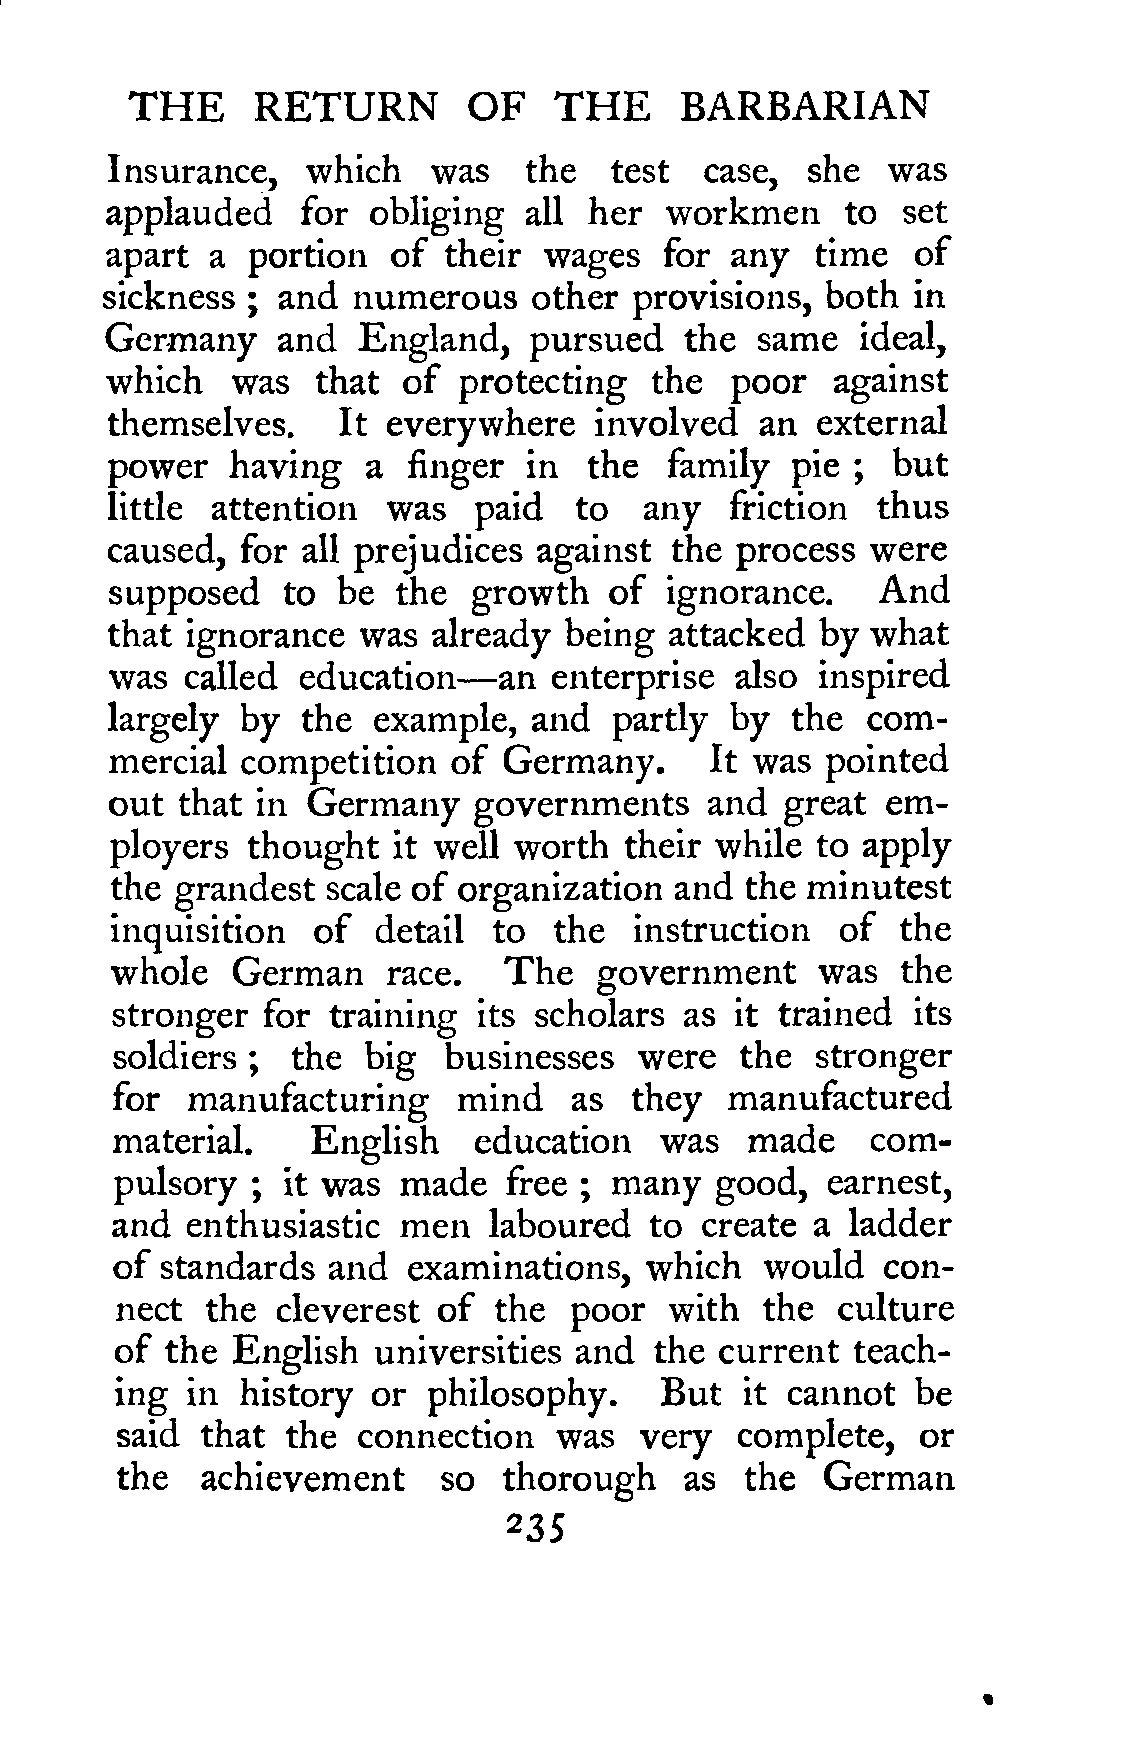 THE RETURN OF THE BARBARIAN
Insurance, which was the test case, she was
applauded for obliging all her workmen to set
apart a portion of their wages for any time of
sickness ; and numerous other provisions, both in
Germany and England, pursued the same ideal,
which was that of protecting the poor against
themselves. It everywhere involved an external
power having a finger in the family pie ; but
little attention was paid to any friction thus
caused, for all prejudices against the process were
supposed to be the growth of ignorance. And
that ignorance was already being attacked by what
was called education—an enterprise also inspired
largely by the example, and partly by the com-
mercial competition of Germany. It was pointed
out that in Germany governments and great em-
ployers thought it well worth their while to apply
the grandest scale of organization and the minutest
inquisition of detail to the instruction of the
whole German race. The government was the
stronger for training its scholars as it trained its
soldiers ; the big businesses were the stronger
for manufacturing mind as they manufactured
material. English education was made com-
pulsory ; it was made free ; many good, earnest,
and enthusiastic men laboured to create a ladder
of standards and examinations, which would con-
nect the cleverest of the poor with the culture
of the English universities and the current teach-
ing in history or philosophy. But it cannot be
said that the connection was very complete, or
the achievement so thorough as the German
235